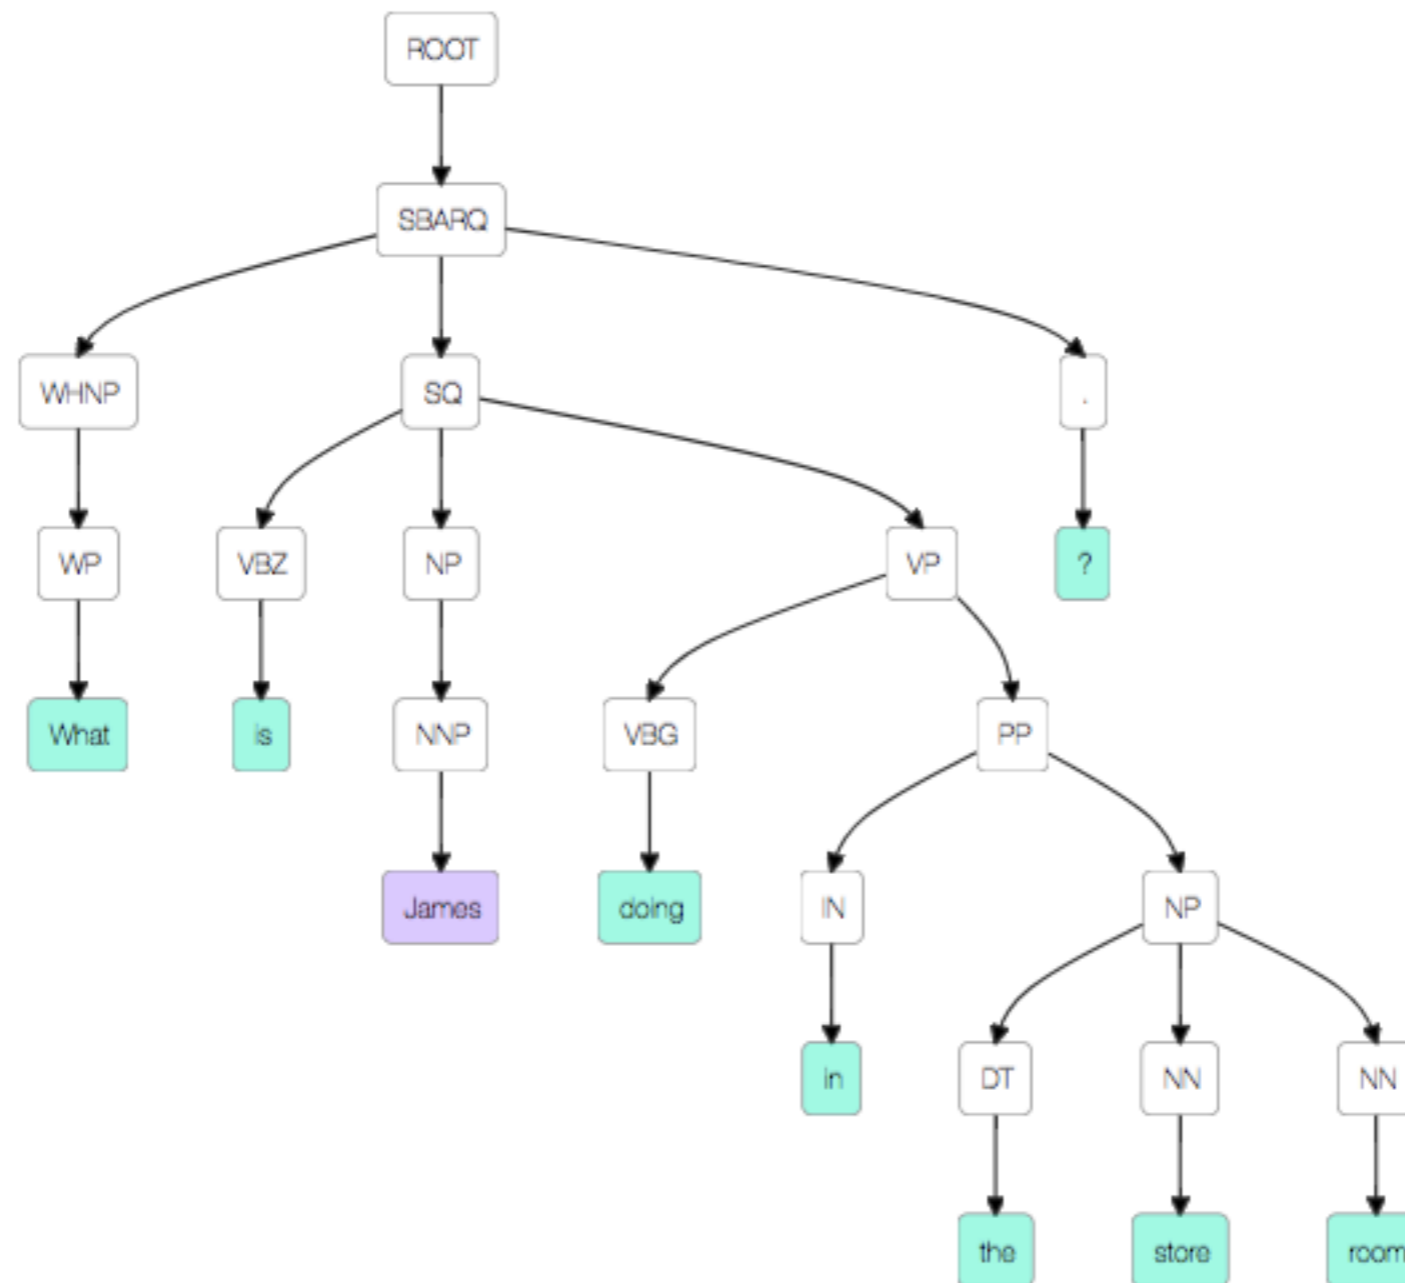 ROOT
SBARQ
WHNP SQ .
WP VBZ NP VP ?
What is NNP VBG PP
James doing IN NP
in DT NN NN
the store room